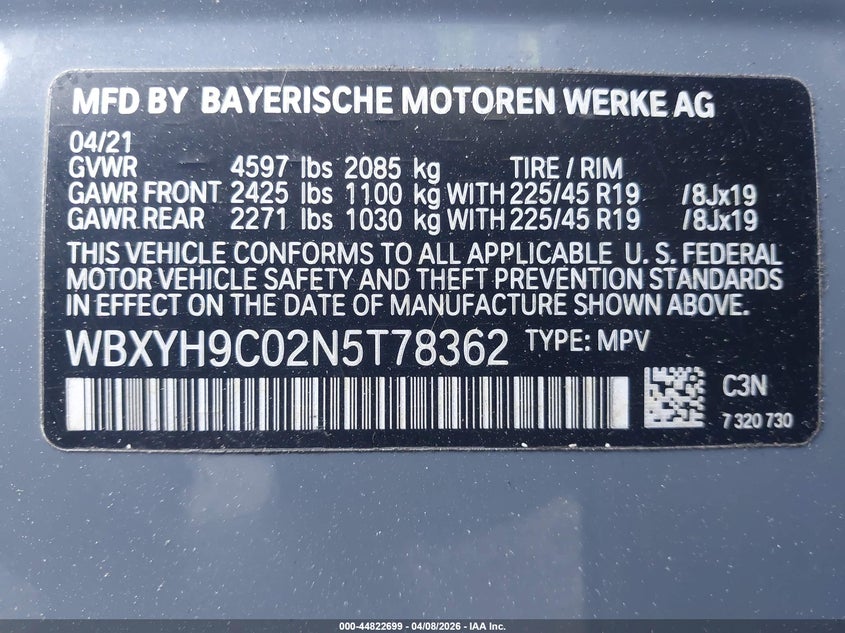 MFD BY BAYERISCHE MOTOREN WERKE AG
04/21
GVWR 4597 lbs 2085 kg TIRE / RIM
GAWR FRONT 2425 lbs 1100 kg WITH 225/45 R19 /8Jx19
GAWR REAR 2271 lbs 1030 kg WITH 225/45 R19 /8Jx19
THIS VEHICLE CONFORMS TO ALL APPLICABLE U. S. FEDERAL
MOTOR VEHICLE SAFETY AND THEFT PREVENTION STANDARDS
IN EFFECT ON THE DATE OF MANUFACTURE SHOWN ABOVE.
WBXYH9C02N5T78362 TYPE: MPV
C3N
7 320 730
000-44822699 - 04/08/2026 - IAA Inc.